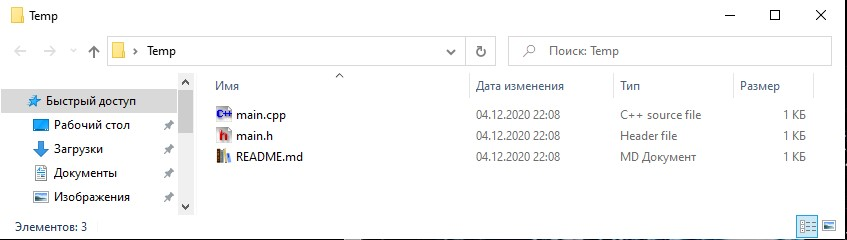 Temp
Temp
Поиск: Temp
Имя Дата изменения Тип Размер
Быстрый доступ
Рабочий стол
Загрузки
Документы
Изображения
C++ main.cpp 04.12.2020 22:08 C++ source file 1 КБ
h main.h 04.12.2020 22:08 Header file 1 КБ
README.md 04.12.2020 22:08 MD Документ 1 КБ
Элементов: 3